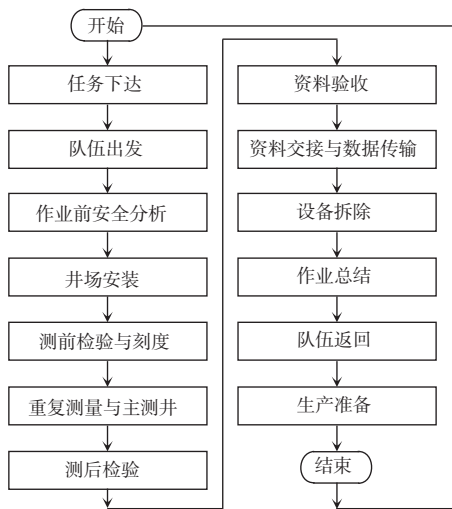 开始
任务下达
队伍出发
作业前安全分析
井场安装
测前检验与刻度
重复测量与主测井
测后检验
资料验收
资料交接与数据传输
设备拆除
作业总结
队伍返回
生产准备
结束